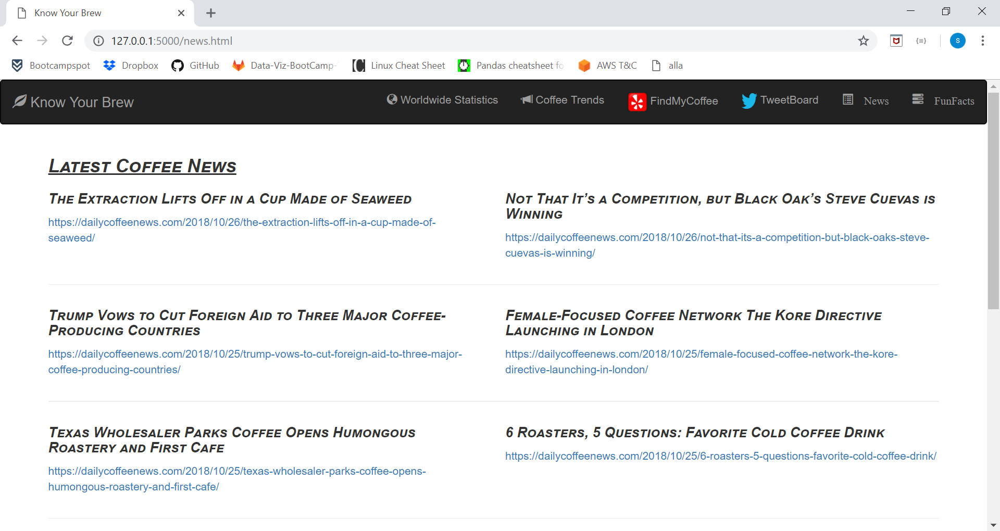 Know Your Brew
127.0.0.1:5000/news.html
S
Bootcampspot Dropbox GitHub Data-Viz-BootCamp- Linux Cheat Sheet Pandas cheatsheet fo AWS T&C alla
Know Your Brew Worldwide Statistics Coffee Trends FindMyCoffee TweetBoard News FunFacts
Latest Coffee News
The Extraction Lifts Off in a Cup Made of Seaweed
https://dailycoffeenews.com/2018/10/26/the-extraction-lifts-off-in-a-cup-made-of-
seaweed/
Not That It’s a Competition, but Black Oak’s Steve Cuevas is
Winning
https://dailycoffeenews.com/2018/10/26/not-that-its-a-competition-but-black-oaks-steve-
cuevas-is-winning/
Trump Vows to Cut Foreign Aid to Three Major Coffee-
Producing Countries
https://dailycoffeenews.com/2018/10/25/trump-vows-to-cut-foreign-aid-to-three-major-
coffee-producing-countries/
Female-Focused Coffee Network The Kore Directive
Launching in London
https://dailycoffeenews.com/2018/10/25/female-focused-coffee-network-the-kore-
directive-launching-in-london/
Texas Wholesaler Parks Coffee Opens Humongous
Roastery and First Cafe
https://dailycoffeenews.com/2018/10/25/texas-wholesaler-parks-coffee-opens-
humongous-roastery-and-first-cafe/
6 Roasters, 5 Questions: Favorite Cold Coffee Drink
https://dailycoffeenews.com/2018/10/25/6-roasters-5-questions-favorite-cold-coffee-drink/